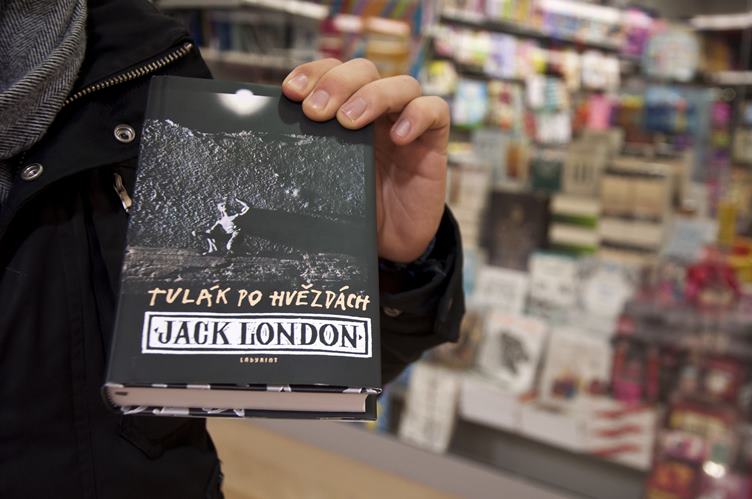 TULÁK PO HVĚZDÁCH
JACK LONDON
LABYRINT